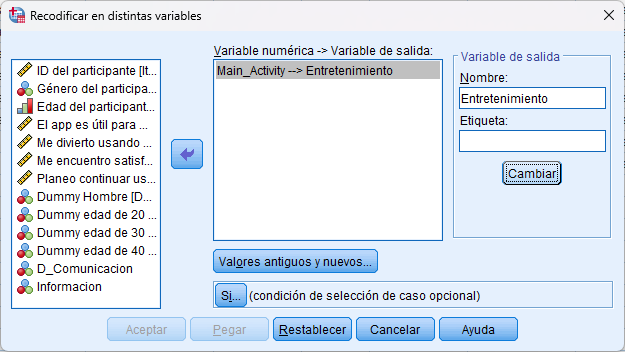 Recodificar en distintas variables
ID del participante [It...
Género del participa...
Edad del participant...
El app es útil para ...
Me divierto usando ...
Me encuentro satisf...
Planeo continuar us...
Dummy Hombre [D...
Dummy edad de 20 ...
Dummy edad de 30 ...
Dummy edad de 40 ...
D_Comunicacion
Informacion
Variable numérica -> Variable de salida:
Main_Activity --> Entretenimiento
Variable de salida
Nombre:
Entretenimiento
Etiqueta:
Cambiar
Valores antiguos y nuevos...
Si... (condición de selección de caso opcional)
Aceptar Pegar Restablecer Cancelar Ayuda